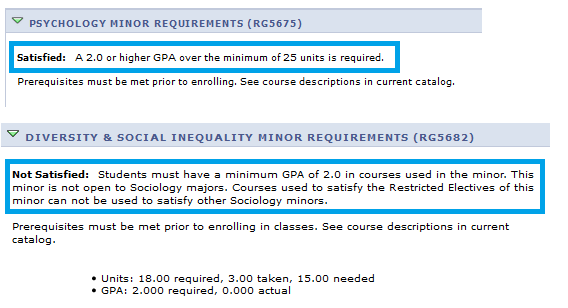 PSYCHOLOGY MINOR REQUIREMENTS (RG5675)
Satisfied: A 2.0 or higher GPA over the minimum of 25 units is required.
Prerequisites must be met prior to enrolling. See course descriptions in current catalog.
DIVERSITY & SOCIAL INEQUALITY MINOR REQUIREMENTS (RG5682)
Not Satisfied: Students must have a minimum GPA of 2.0 in courses used in the minor. This
minor is not open to Sociology majors. Courses used to satisfy the Restricted Electives of this
minor can not be used to satisfy other Sociology minors.
Prerequisites must be met prior to enrolling in classes. See course descriptions in current
catalog.
• Units: 18.00 required, 3.00 taken, 15.00 needed
• GPA: 2.000 required, 0.000 actual